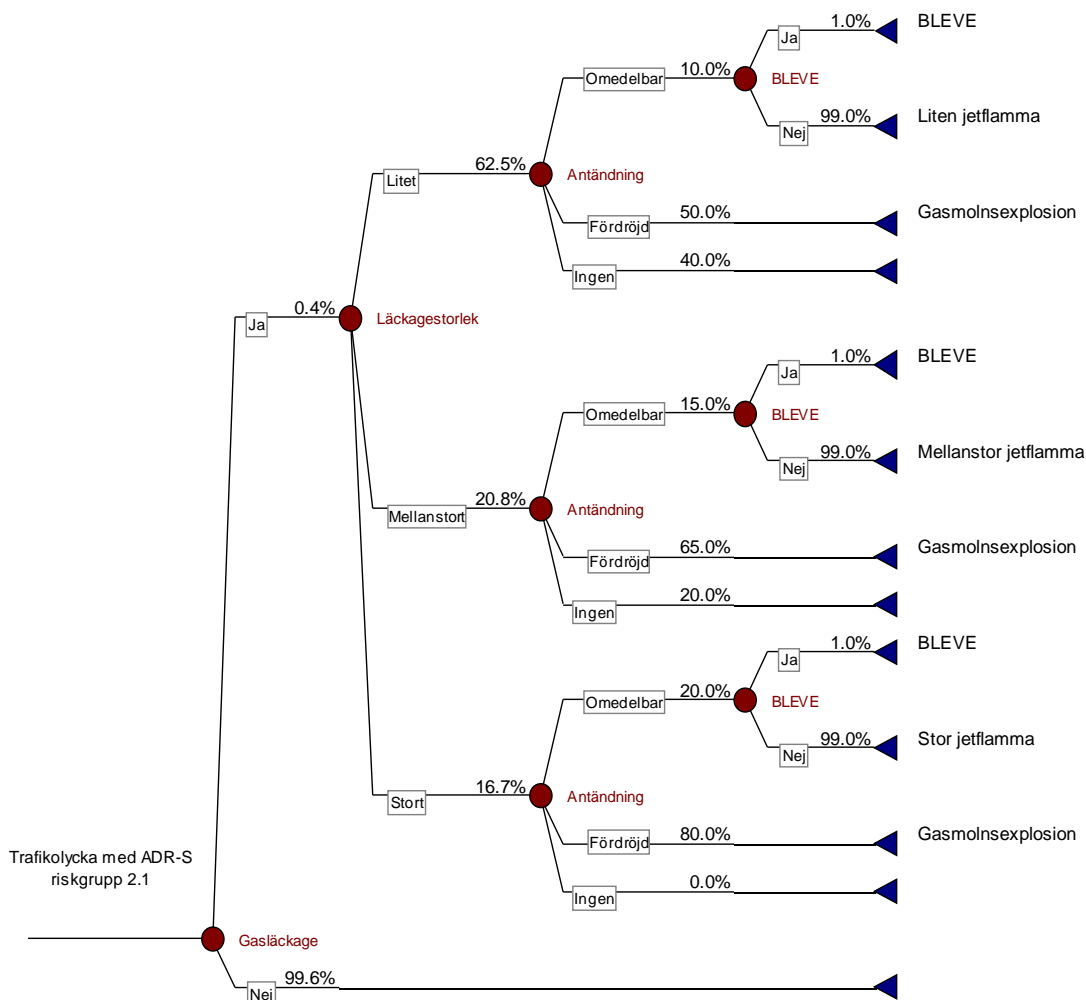 1.0%
BLEVE
Ja
Omedelbar
10.0%
BLEVE
99.0%
Liten jetflamma
Nej
62.5%
Litet
Antändning
50.0%
Gasmolnsexplosion
Fördröjd
40.0%
Ingen
0.4%
Ja
Läckagestorlek
1.0%
BLEVE
Ja
Omedelbar
15.0%
BLEVE
99.0%
Mellanstor jetflamma
Nej
20.8%
Mellanstort
Antändning
65.0%
Gasmolnsexplosion
Fördröjd
20.0%
Ingen
1.0%
BLEVE
Ja
Omedelbar
20.0%
BLEVE
99.0%
Stor jetflamma
Nej
16.7%
Stort
Antändning
80.0%
Gasmolnsexplosion
Fördröjd
0.0%
Ingen
Trafikolycka med ADR-S
riskgrupp 2.1
Gasläckage
99.6%
Nej